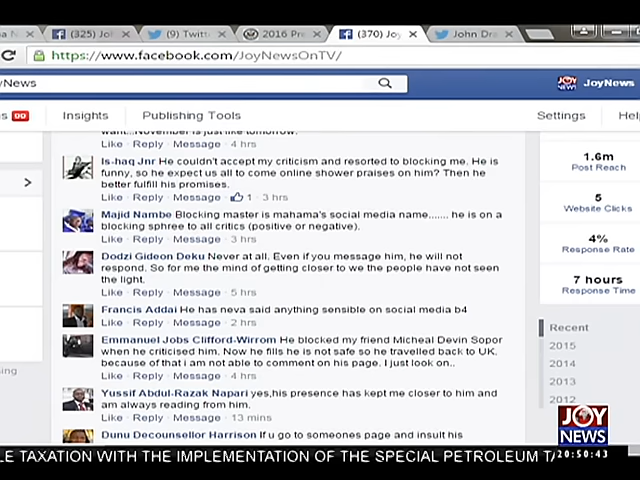 (325)
(9) Twitt
2016 Pre
(370) Joy
John Dra
https://www.facebook.com/JoyNewsOnTV/
yNews
JoyNews
Insights
Publishing Tools
Settings
Help
want...November is just like tomorrow.
Like · Reply · Message · 4 hrs
Is-haq Jnr He couldn't accept my criticism and resorted to blocking me. He is
funny, so he expect us all to come online shower praises on him? Then he
better fulfill his promises.
Like · Reply · Message · 1 · 3 hrs
Majid Nambe Blocking master is mahama's social media name....... he is on a
blocking sphree to all critics (positive or negative).
Like · Reply · Message · 3 hrs
Dodzi Gideon Deku Never at all. Even if you message him, he will not
respond. So for me the mind of getting closer to we the people have not seen
the light.
Like · Reply · Message · 5 hrs
Francis Addai He has neva said anything sensible on social media b4
Like · Reply · Message · 2 hrs
Emmanuel Jobs Clifford-Wirrom He blocked my friend Micheal Devin Sopor
when he criticised him. Now he fills he is not safe so he travelled back to UK.
because of that i am not able to comment on his page. I just look on..
Like · Reply · Message · 4 hrs
Yussif Abdul-Razak Napari yes,his presence has kept me closer to him and
am always reading from him.
Like · Reply · Message · 13 mins
Dunu Decounsellor Harrison If u go to someones page and insult his
1.6m
Post Reach
5
Website Clicks
4%
Response Rate
7 hours
Response Time
Recent
2015
2014
2013
2012
JOY
NEWS
20:50:43
LE TAXATION WITH THE IMPLEMENTATION OF THE SPECIAL PETROLEUM TA